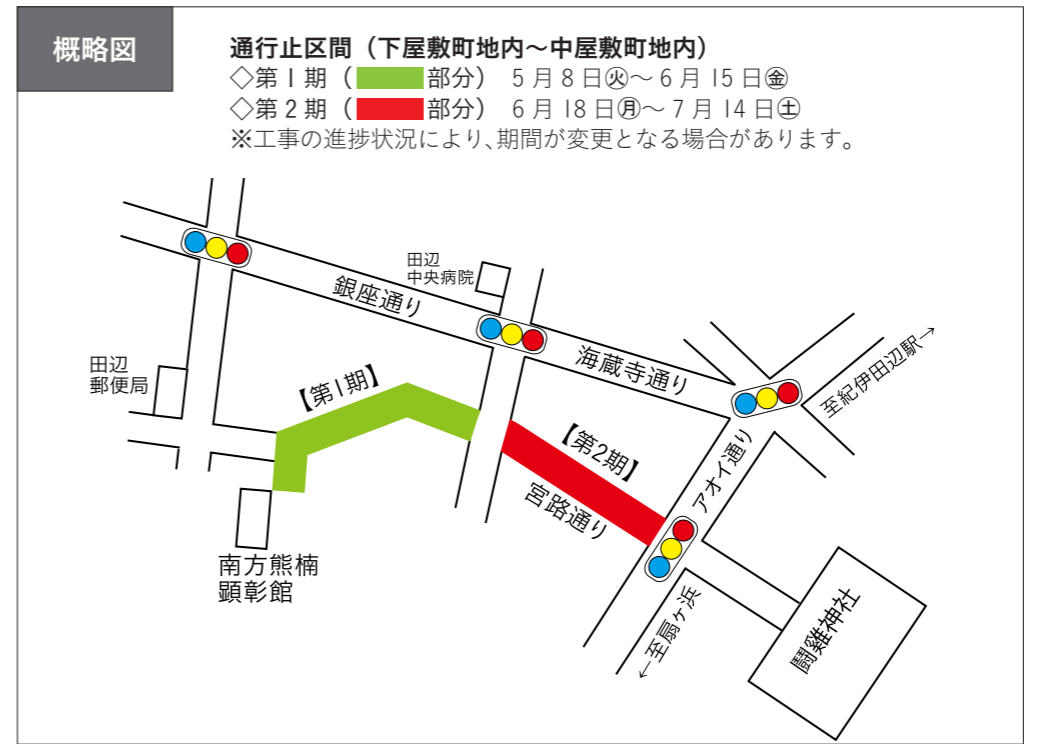 概略図
通行止区間（下屋敷町地内～中屋敷町地内）
◇第1期（　　部分） 5月8日㊋～6月15日㊎
◇第2期（　　部分） 6月18日㊊～7月14日㊏
※工事の進捗状況により、期間が変更となる場合があります。
田辺
中央病院
銀座通り
海蔵寺通り
至紀伊田辺駅→
田辺
郵便局
【第1期】
【第2期】
アオイ通り
宮路通り
南方熊楠
顕彰館
←至扇ヶ浜
闘雞神社